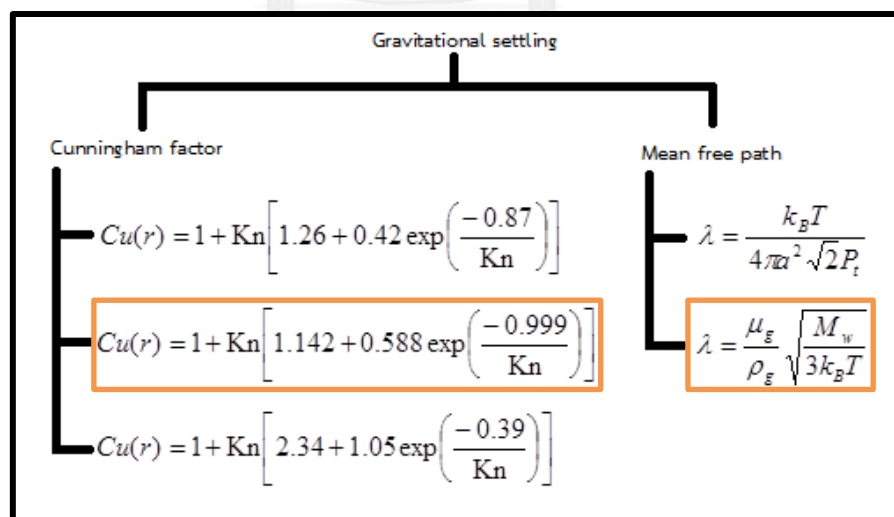 Gravitational settling
Cunningham factor
Mean free path
Cu(r) = 1 + Kn[1.26 + 0.42 exp(-0.87/Kn)]
λ = k_B T / 4πa²√2P_t
Cu(r) = 1 + Kn[1.142 + 0.588 exp(-0.999/Kn)]
λ = μ_g/ρ_g √(M_w/3k_B T)
Cu(r) = 1 + Kn[2.34 + 1.05 exp(-0.39/Kn)]